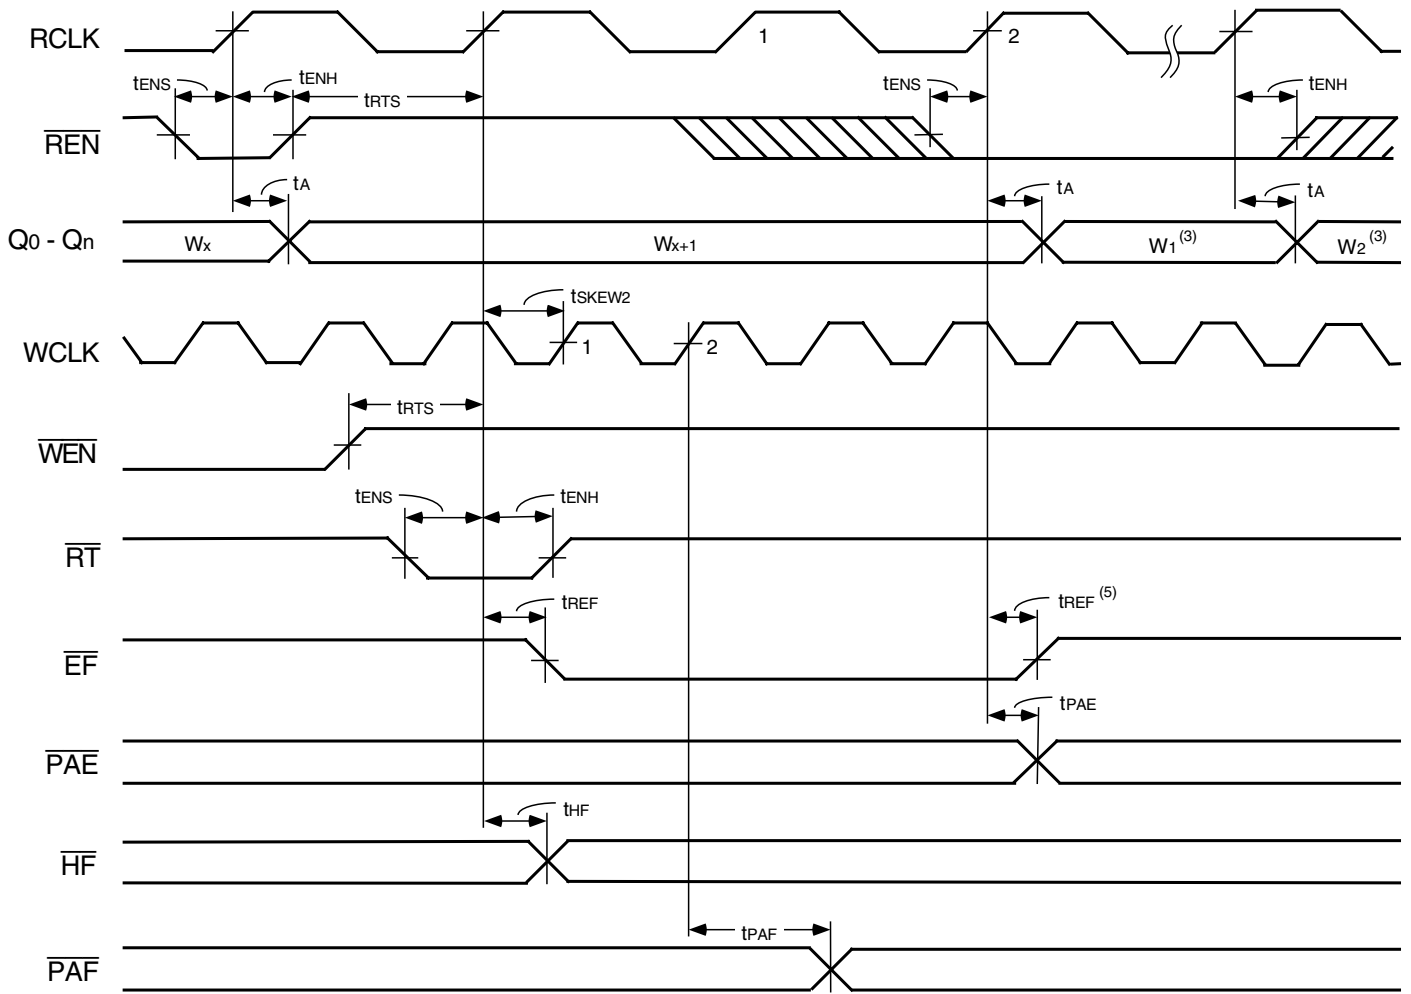 RCLK 1 2
tENS tENH tRTS tENS tENH
REN
tA tA tA
Q0 - Qn Wx Wx+1 W1(3) W2(3)
tSKEW2
WCLK 1 2
tRTS
WEN
tENS tENH
RT
tREF tREF(5)
EF
tPAE
PAE
tHF
HF
tPAF
PAF